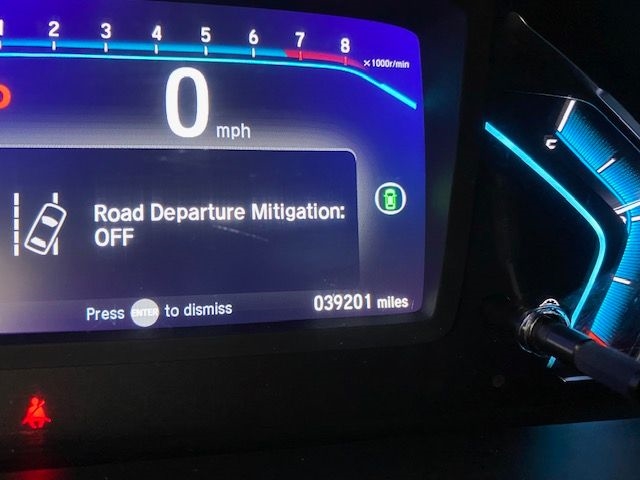 1 2 3 4 5 6 7 8
x1000r/min
0 mph
Road Departure Mitigation:
OFF
Press ENTER to dismiss
039201 miles
C